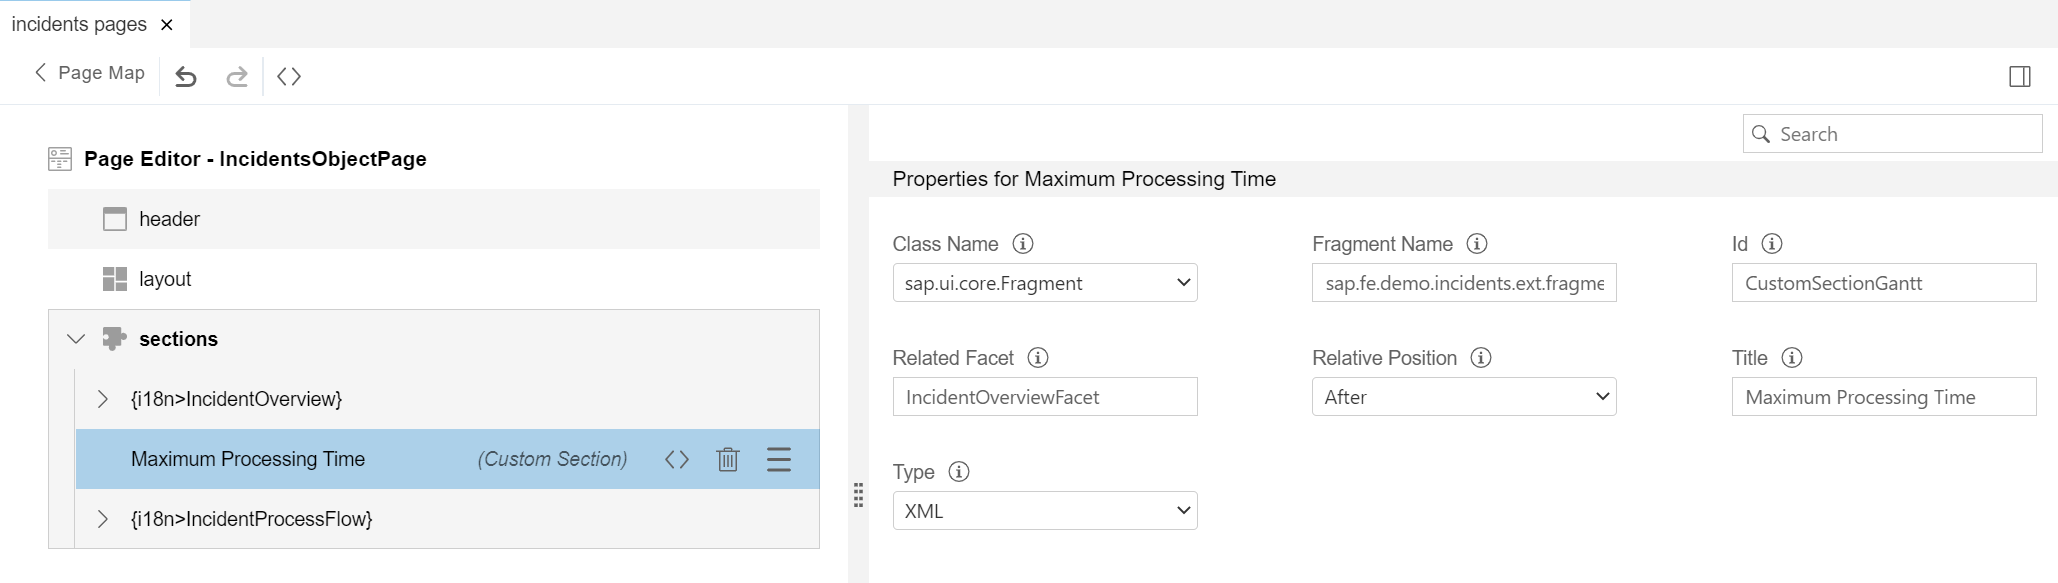 incidents pages
Page Map
Page Editor - IncidentsObjectPage
header
layout
sections
{i18n>IncidentOverview}
Maximum Processing Time (Custom Section)
{i18n>IncidentProcessFlow}
Search
Properties for Maximum Processing Time
Class Name Fragment Name Id
sap.ui.core.Fragment sap.fe.demo.incidents.ext.fragme CustomSectionGantt
Related Facet Relative Position Title
IncidentOverviewFacet After Maximum Processing Time
Type
XML